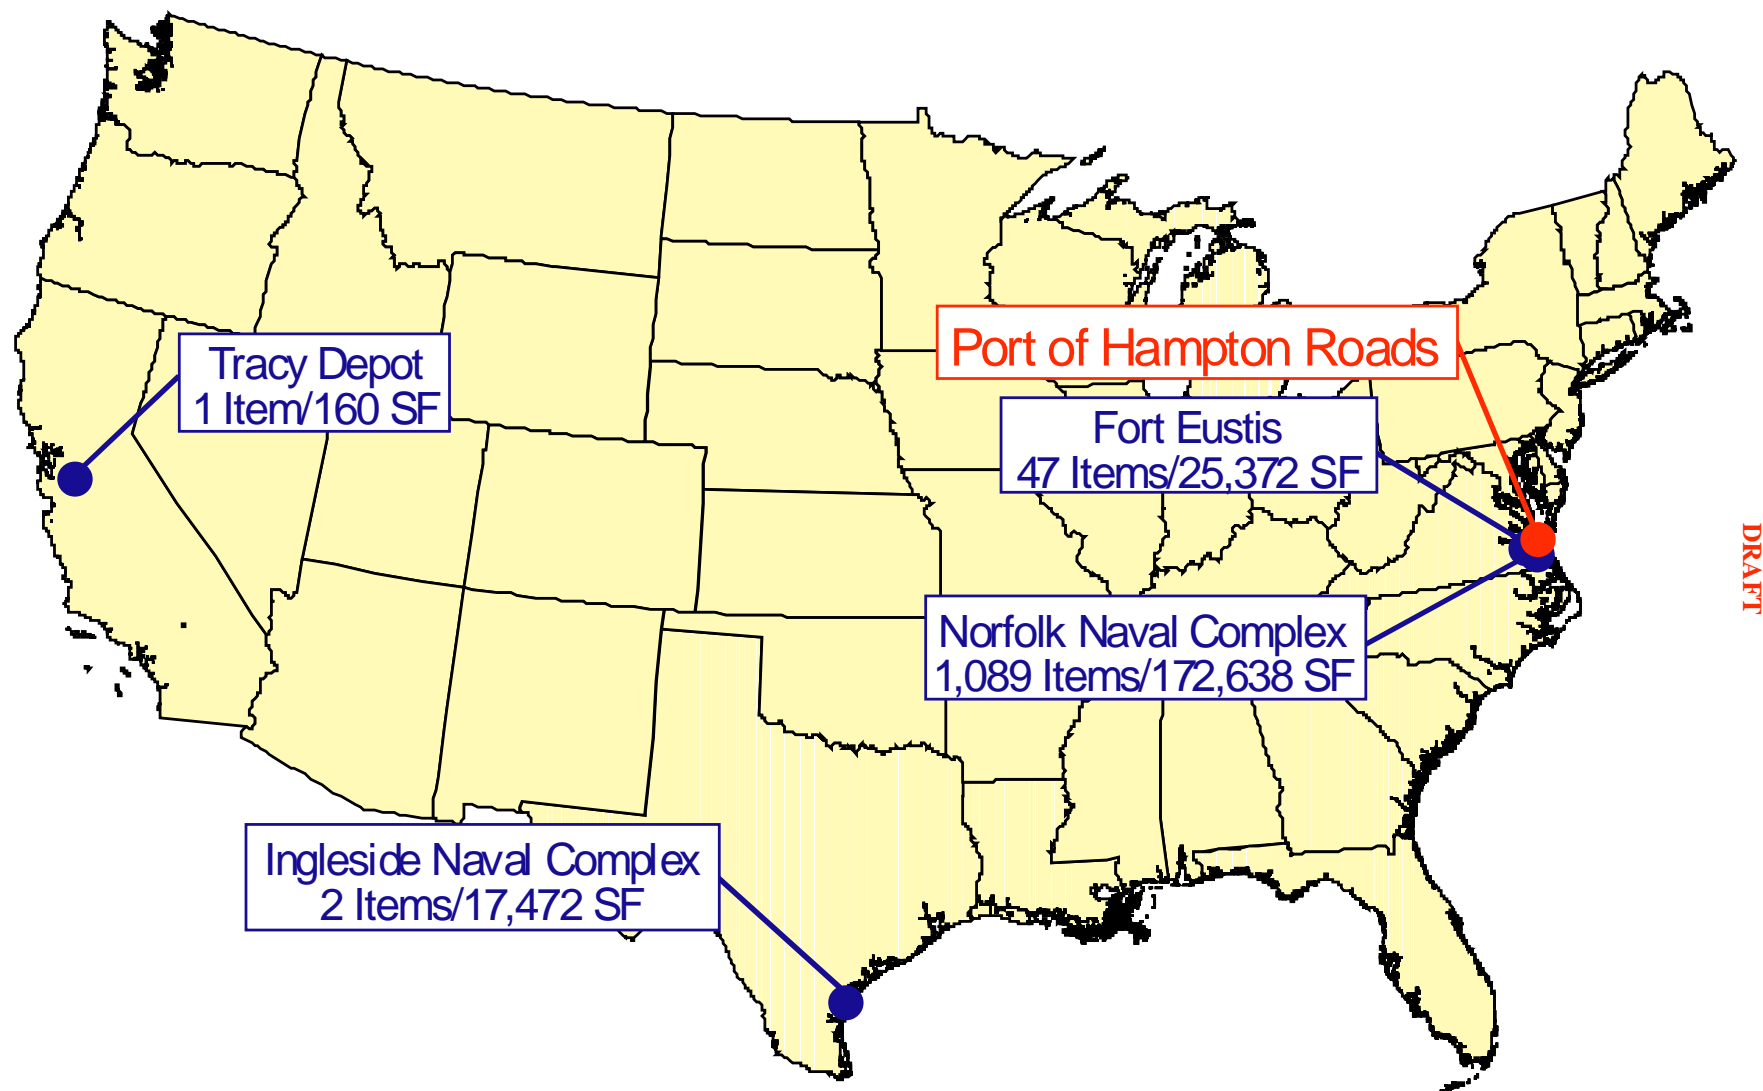 Port of Hampton Roads
Tracy Depot
1 Item/160 SF
Fort Eustis
47 Items/25,372 SF
DRAFT
Norfolk Naval Complex
1,089 Items/172,638 SF
Ingleside Naval Complex
2 Items/17,472 SF